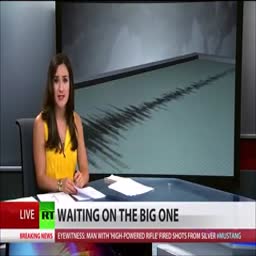 LIVE RT WAITING ON THE BIG ONE
BREAKING NEWS EYEWITNESS: MAN WITH 'HIGH-POWERED RIFLE' FIRED SHOTS FROM SILVER #MUSTANG